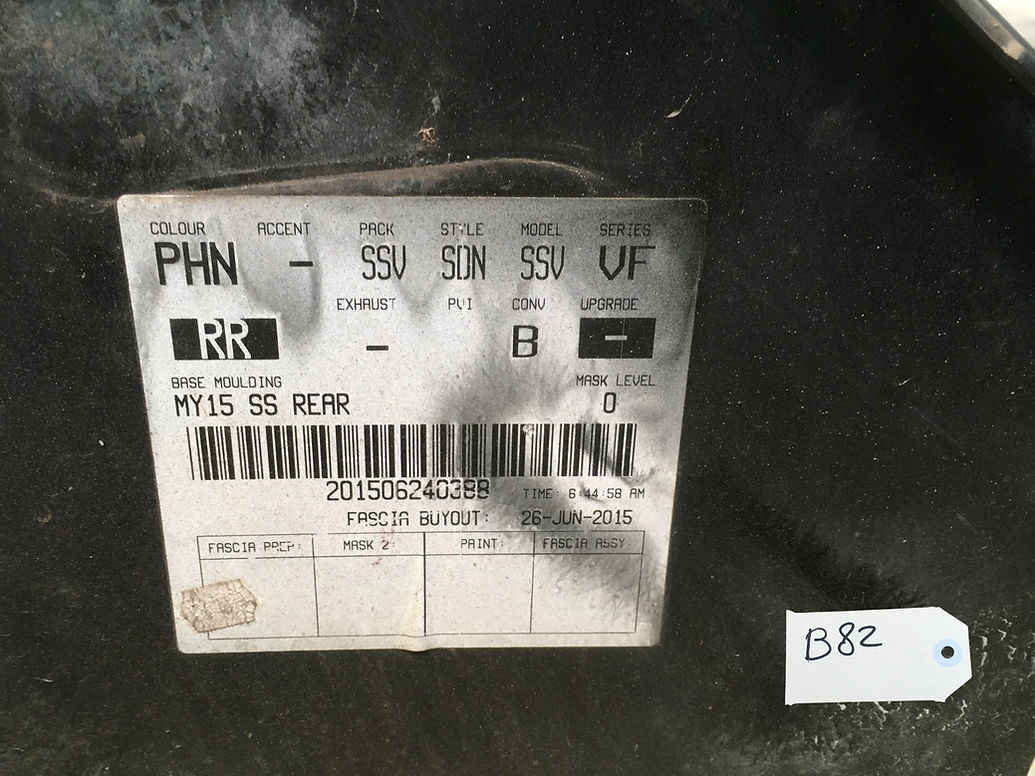 COLOUR ACCENT PACK STYLE MODEL SERIES
PHN - SSV SDN SSV VF
EXHAUST PVI CONV UPGRADE
RR - B -
BASE MOULDING MASK LEVEL
MY15 SS REAR 0
201506240388 TIME: 6:44:58 AM
FASCIA BUYOUT: 26-JUN-2015
FASCIA PREP: MASK 2: PAINT: FASCIA ASSY:
B82